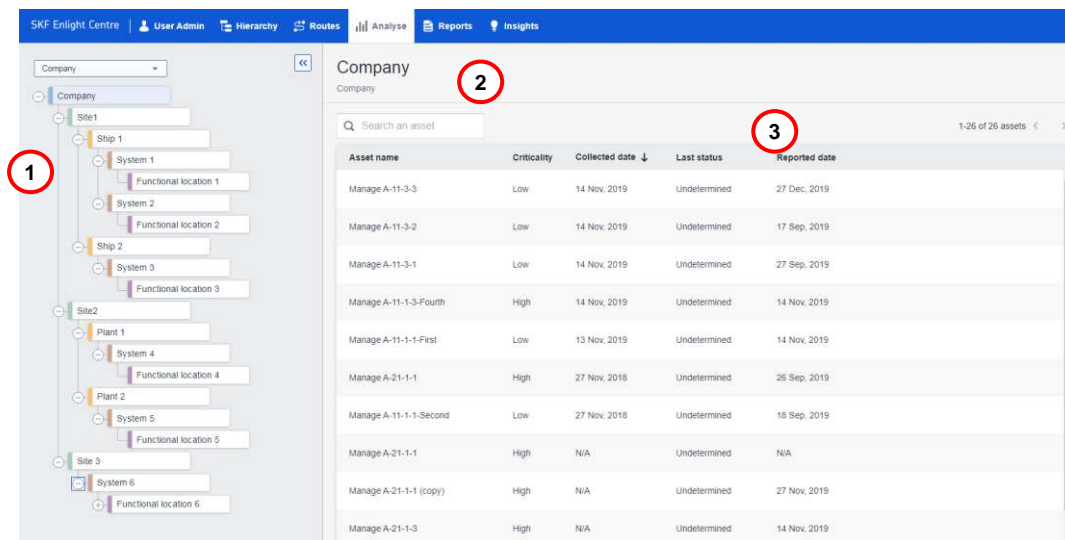 SKF Enlight Centre | User Admin Hierarchy Routes Analyse Reports Insights
Company
Company
Site1
Ship 1
System 1
Functional location 1
System 2
Functional location 2
Ship 2
System 3
Functional location 3
Site2
Plant 1
System 4
Functional location 4
Plant 2
System 5
Functional location 5
Site 3
System 6
Functional location 6
1
Company
Company
2
Search an asset
3
1-26 of 26 assets
Asset name Criticality Collected date ↓ Last status Reported date
Manage A-11-3-3 Low 14 Nov, 2019 Undetermined 27 Dec, 2019
Manage A-11-3-2 Low 14 Nov, 2019 Undetermined 17 Sep, 2019
Manage A-11-3-1 Low 14 Nov, 2019 Undetermined 27 Sep, 2019
Manage A-11-1-3-Fourth High 14 Nov, 2019 Undetermined 14 Nov, 2019
Manage A-11-1-1-First Low 13 Nov, 2019 Undetermined 14 Nov, 2019
Manage A-21-1-1 High 27 Nov, 2018 Undetermined 26 Sep, 2019
Manage A-11-1-1-Second Low 27 Nov, 2018 Undetermined 18 Sep, 2019
Manage A-21-1-1 High N/A Undetermined N/A
Manage A-21-1-1 (copy) High N/A Undetermined 27 Nov, 2019
Manage A-21-1-3 High N/A Undetermined 14 Nov, 2019